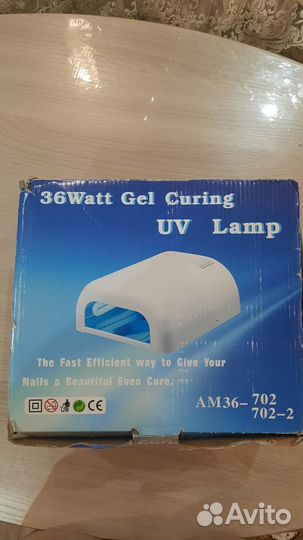 36Watt Gel Curing
UV Lamp
The Fast Efficient way to Give Your
Nails a Beautiful Even Cure.
CE
AM36-702
702-2
Avito